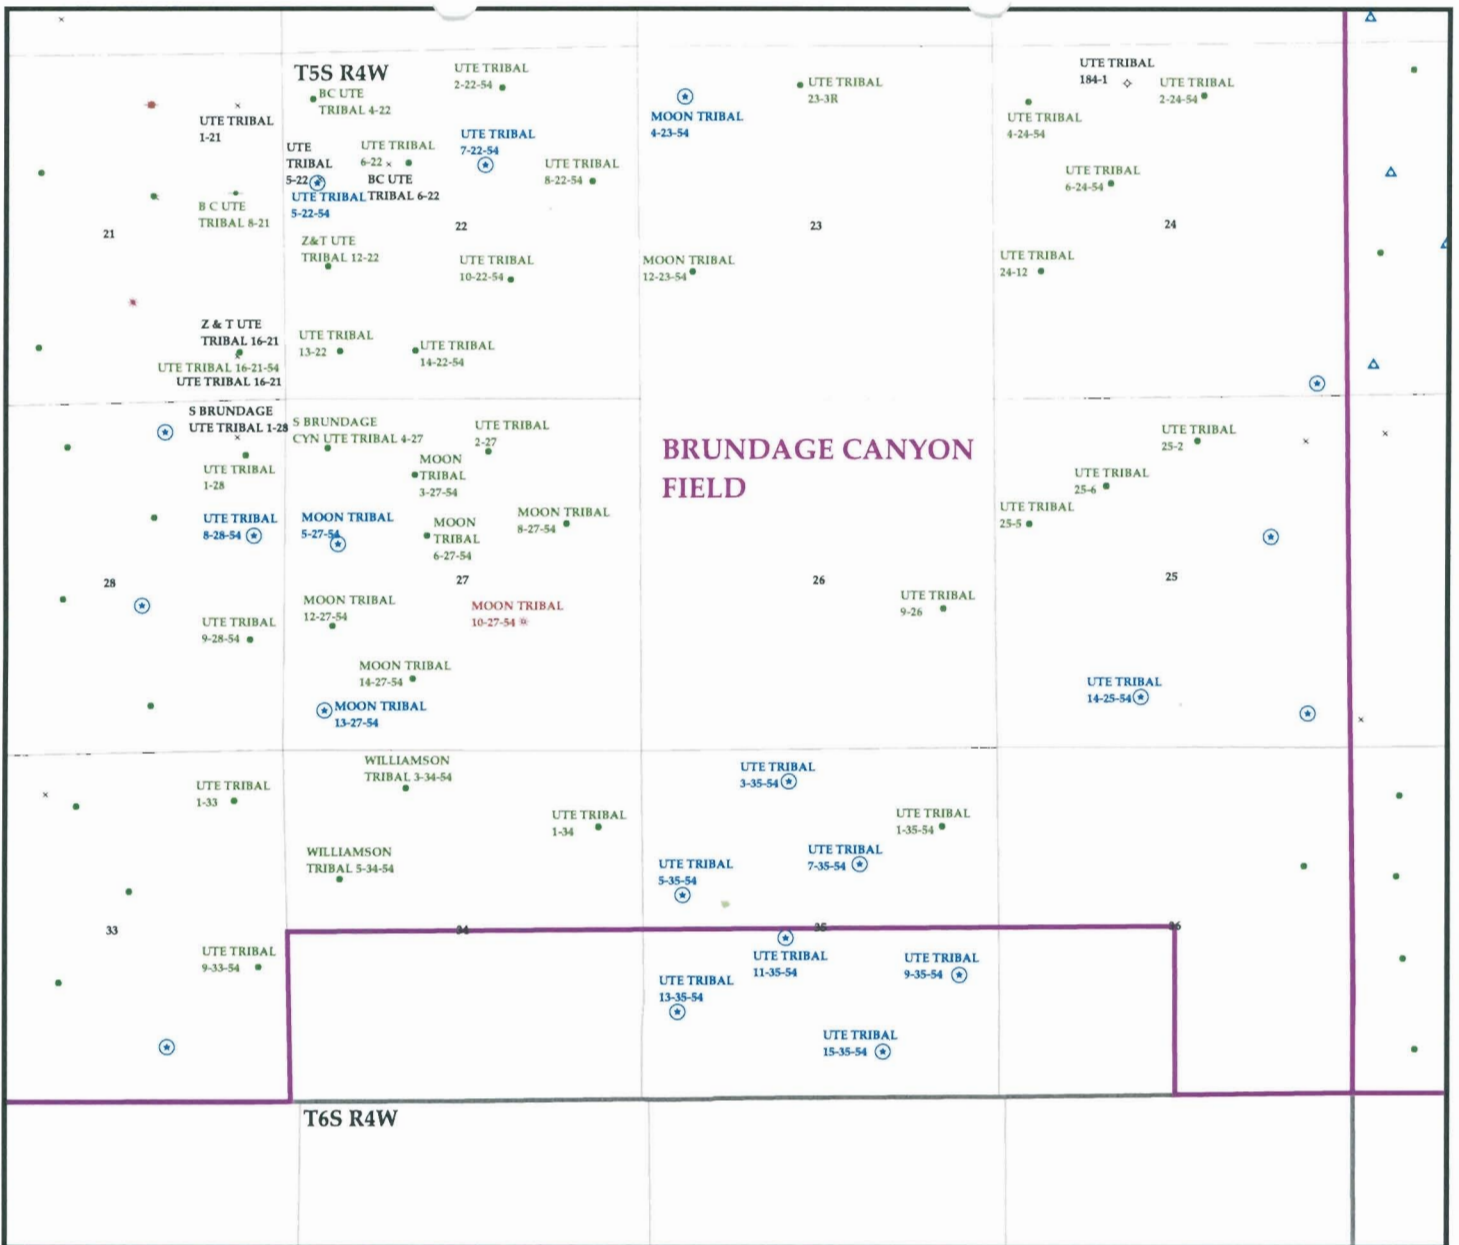 T5S R4W
UTE TRIBAL
1-21
BC UTE
TRIBAL 4-22
UTE TRIBAL
2-22-54
MOON TRIBAL
4-23-54
UTE TRIBAL
23-3R
UTE TRIBAL
184-1
UTE TRIBAL
2-24-54
UTE TRIBAL
4-24-54
UTE
TRIBAL
5-22
UTE TRIBAL
6-22
BC UTE
TRIBAL 6-22
UTE TRIBAL
7-22-54
UTE TRIBAL
8-22-54
UTE TRIBAL
5-22-54
UTE TRIBAL
6-24-54
B C UTE
TRIBAL 8-21
21
22
23
24
Z&T UTE
TRIBAL 12-22
UTE TRIBAL
10-22-54
MOON TRIBAL
12-23-54
UTE TRIBAL
24-12
Z & T UTE
TRIBAL 16-21
UTE TRIBAL 16-21-54
UTE TRIBAL 16-21
UTE TRIBAL
13-22
UTE TRIBAL
14-22-54
S BRUNDAGE
UTE TRIBAL 1-28
UTE TRIBAL
1-28
S BRUNDAGE
CYN UTE TRIBAL 4-27
UTE TRIBAL
2-27
MOON
TRIBAL
3-27-54
BRUNDAGE CANYON
FIELD
UTE TRIBAL
25-2
UTE TRIBAL
25-6
UTE TRIBAL
25-5
UTE TRIBAL
8-28-54
MOON TRIBAL
5-27-54
MOON
TRIBAL
6-27-54
MOON TRIBAL
8-27-54
28
27
26
25
UTE TRIBAL
9-28-54
MOON TRIBAL
12-27-54
MOON TRIBAL
10-27-54
UTE TRIBAL
9-26
MOON TRIBAL
14-27-54
MOON TRIBAL
13-27-54
UTE TRIBAL
14-25-54
WILLIAMSON
TRIBAL 3-34-54
UTE TRIBAL
3-35-54
UTE TRIBAL
1-33
UTE TRIBAL
1-34
UTE TRIBAL
1-35-54
WILLIAMSON
TRIBAL 5-34-54
UTE TRIBAL
5-35-54
UTE TRIBAL
7-35-54
33
34
35
36
UTE TRIBAL
9-33-54
UTE TRIBAL
11-35-54
UTE TRIBAL
9-35-54
UTE TRIBAL
13-35-54
UTE TRIBAL
15-35-54
T6S R4W